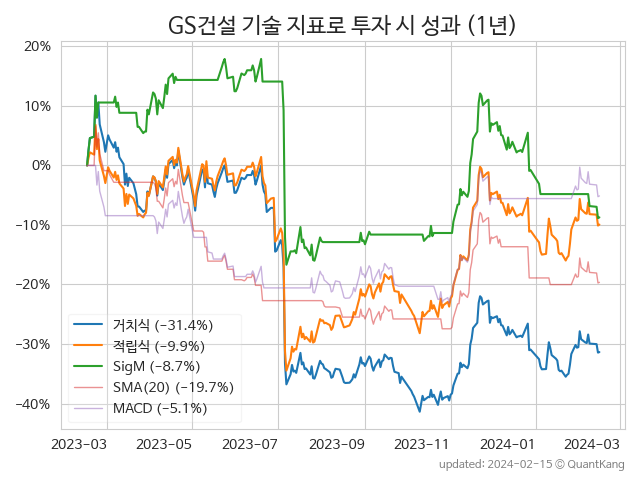 GS건설 기술 지표로 투자 시 성과 (1년)
20%
10%
0%
−10%
−20%
−30%
−40%
거치식 (−31.4%)
적립식 (−9.9%)
SigM (−8.7%)
SMA(20) (−19.7%)
MACD (−5.1%)
2023-03 2023-05 2023-07 2023-09 2023-11 2024-01 2024-03
updated: 2024-02-15 © QuantKang